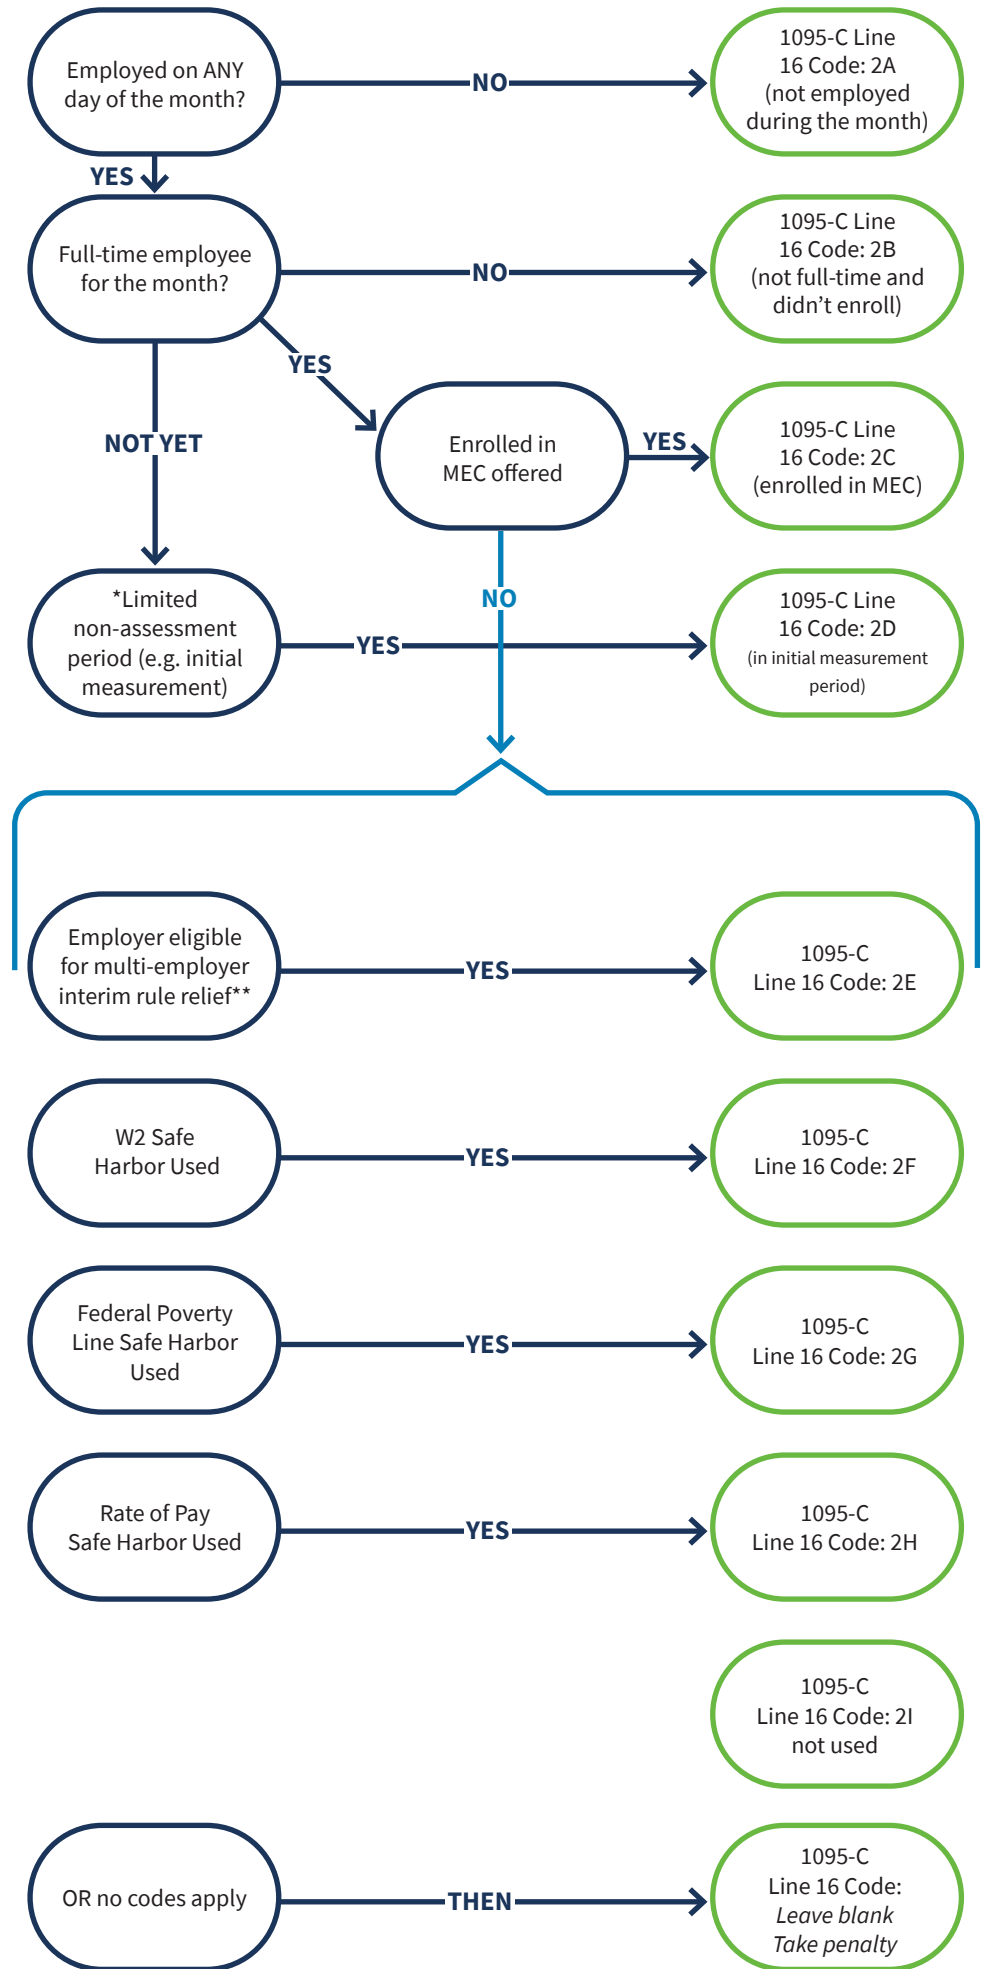 Employed on ANY
day of the month?
NO
1095-C Line
16 Code: 2A
(not employed
during the month)
YES
Full-time employee
for the month?
NO
1095-C Line
16 Code: 2B
(not full-time and
didn’t enroll)
YES
NOT YET
Enrolled in
MEC offered
YES
1095-C Line
16 Code: 2C
(enrolled in MEC)
NO
*Limited
non-assessment
period (e.g. initial
measurement)
YES
1095-C Line
16 Code: 2D
(in initial measurement
period)
Employer eligible
for multi-employer
interim rule relief**
YES
1095-C
Line 16 Code: 2E
W2 Safe
Harbor Used
YES
1095-C
Line 16 Code: 2F
Federal Poverty
Line Safe Harbor
Used
YES
1095-C
Line 16 Code: 2G
Rate of Pay
Safe Harbor Used
YES
1095-C
Line 16 Code: 2H
1095-C
Line 16 Code: 2I
not used
OR no codes apply
THEN
1095-C
Line 16 Code:
Leave blank
Take penalty